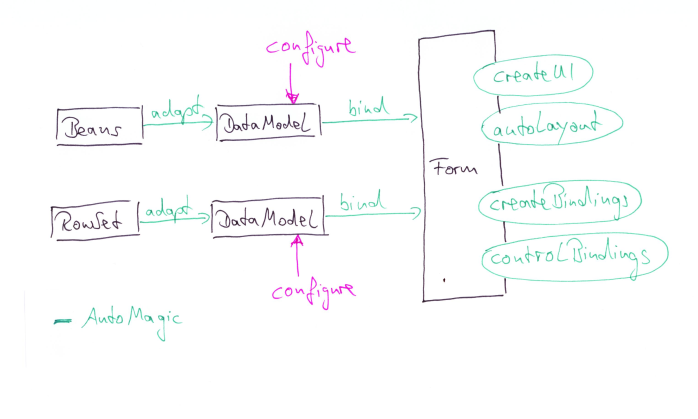 configure
createUI
Beans
adapt
DataModel
bind
autoLayout
Form
RowSet
adapt
DataModel
bind
createBindings
controlBindings
configure
– AutoMagic